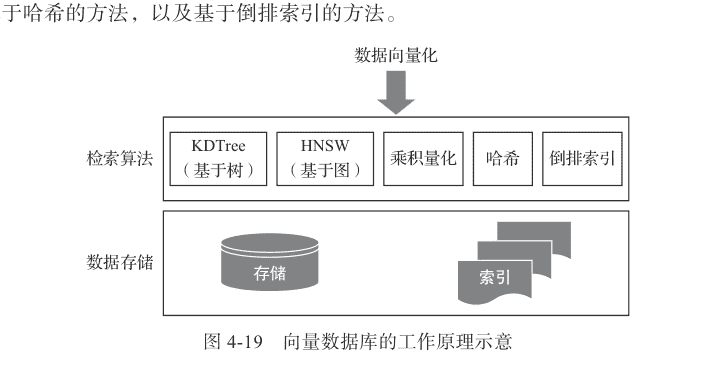 于哈希的方法，以及基于倒排索引的方法。
数据向量化
检索算法
KDTree
（基于树）
HNSW
（基于图）
乘积量化
哈希
倒排索引
数据存储
存储
索引
图 4-19 向量数据库的工作原理示意